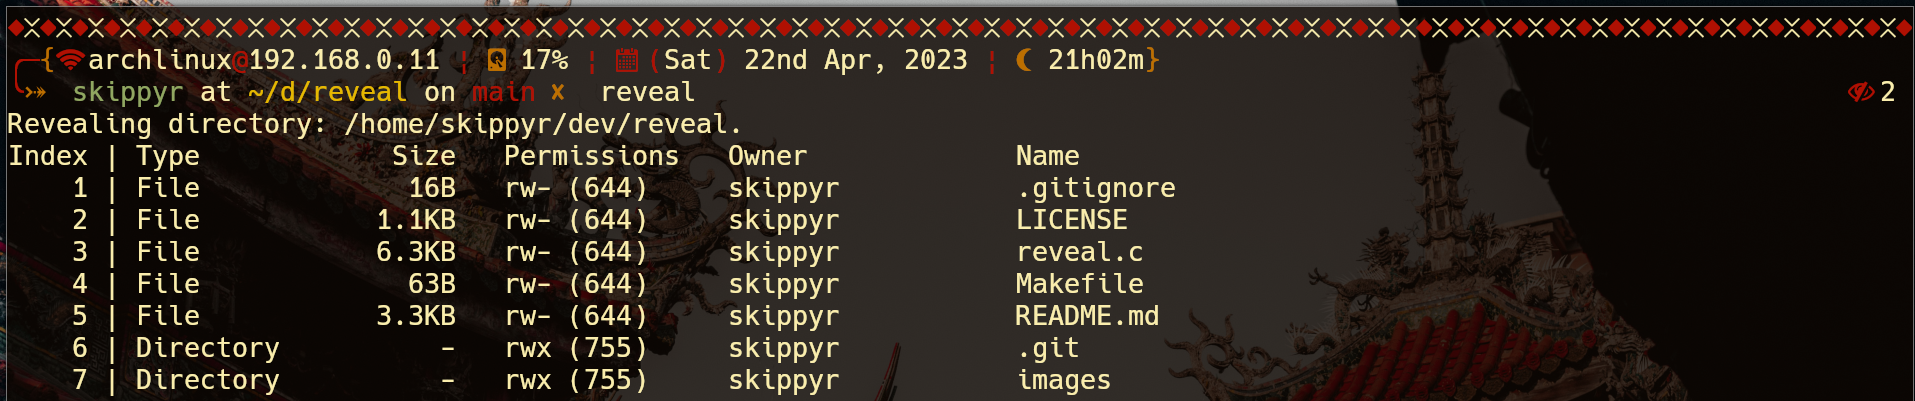 {archlinux@192.168.0.11 ¦ 17% ¦ (Sat) 22nd Apr, 2023 ¦ 21h02m}
skippyr at ~/d/reveal on main ✘ reveal 2
Revealing directory: /home/skippyr/dev/reveal.
Index | Type Size Permissions Owner Name
1 | File 16B rw- (644) skippyr .gitignore
2 | File 1.1KB rw- (644) skippyr LICENSE
3 | File 6.3KB rw- (644) skippyr reveal.c
4 | File 63B rw- (644) skippyr Makefile
5 | File 3.3KB rw- (644) skippyr README.md
6 | Directory - rwx (755) skippyr .git
7 | Directory - rwx (755) skippyr images